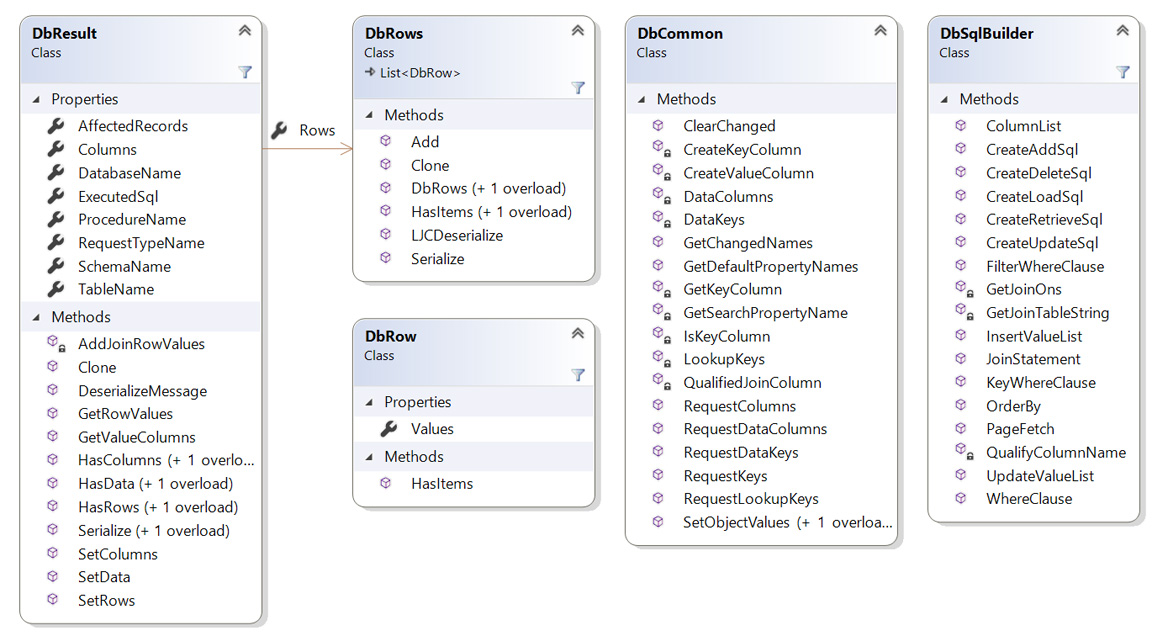 DbResult
Class
Properties
AffectedRecords
Columns
DatabaseName
ExecutedSql
ProcedureName
RequestTypeName
SchemaName
TableName
Methods
AddJoinRowValues
Clone
DeserializeMessage
GetRowValues
GetValueColumns
HasColumns (+ 1 overlo...
HasData (+ 1 overload)
HasRows (+ 1 overload)
Serialize (+ 1 overload)
SetColumns
SetData
SetRows
Rows
DbRows
Class
List<DbRow>
Methods
Add
Clone
DbRows (+ 1 overload)
HasItems (+ 1 overload)
LJCDeserialize
Serialize
DbRow
Class
Properties
Values
Methods
HasItems
DbCommon
Class
Methods
ClearChanged
CreateKeyColumn
CreateValueColumn
DataColumns
DataKeys
GetChangedNames
GetDefaultPropertyNames
GetKeyColumn
GetSearchPropertyName
IsKeyColumn
LookupKeys
QualifiedJoinColumn
RequestColumns
RequestDataColumns
RequestDataKeys
RequestKeys
RequestLookupKeys
SetObjectValues (+ 1 overloa...
DbSqlBuilder
Class
Methods
ColumnList
CreateAddSql
CreateDeleteSql
CreateLoadSql
CreateRetrieveSql
CreateUpdateSql
FilterWhereClause
GetJoinOns
GetJoinTableString
InsertValueList
JoinStatement
KeyWhereClause
OrderBy
PageFetch
QualifyColumnName
UpdateValueList
WhereClause